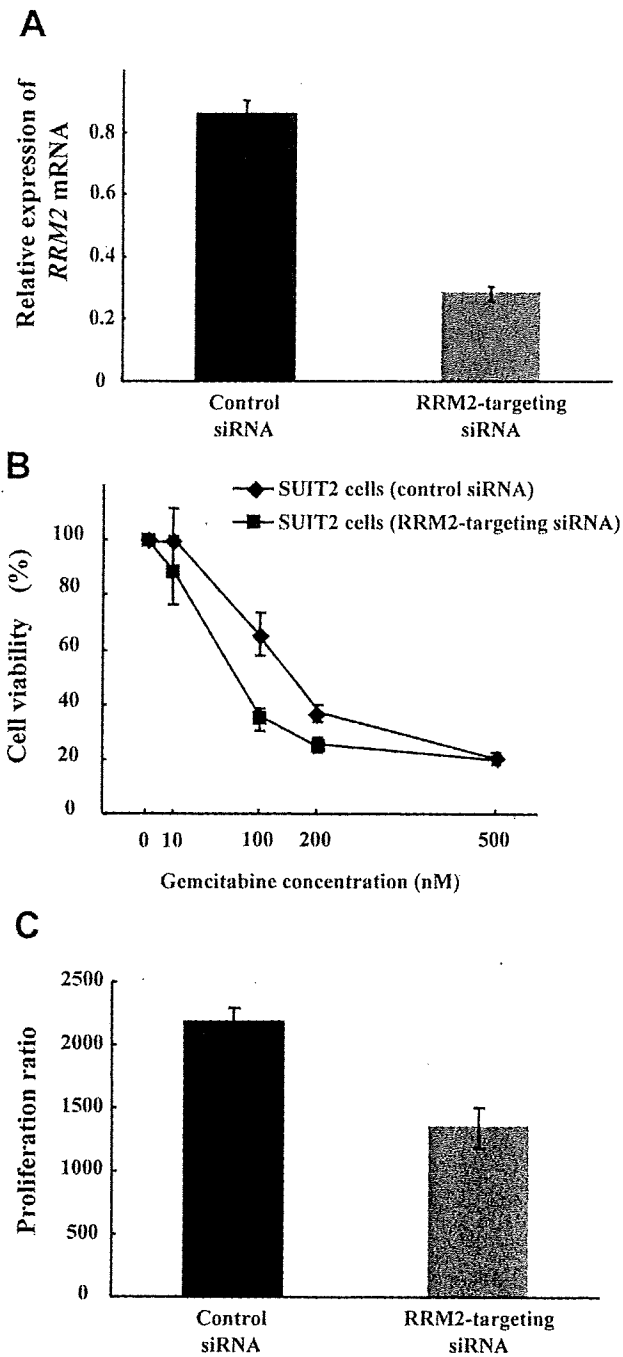 A
Relative expression of
RRM2 mRNA
0.8
0.6
0.4
0.2
0
Control
siRNA
RRM2-targeting
siRNA
B
SUIT2 cells (control siRNA)
SUIT2 cells (RRM2-targeting siRNA)
Cell viability (%)
100
80
60
40
20
0
0 10 100 200 500
Gemcitabine concentration (nM)
C
Proliferation ratio
2500
2000
1500
1000
500
0
Control
siRNA
RRM2-targeting
siRNA